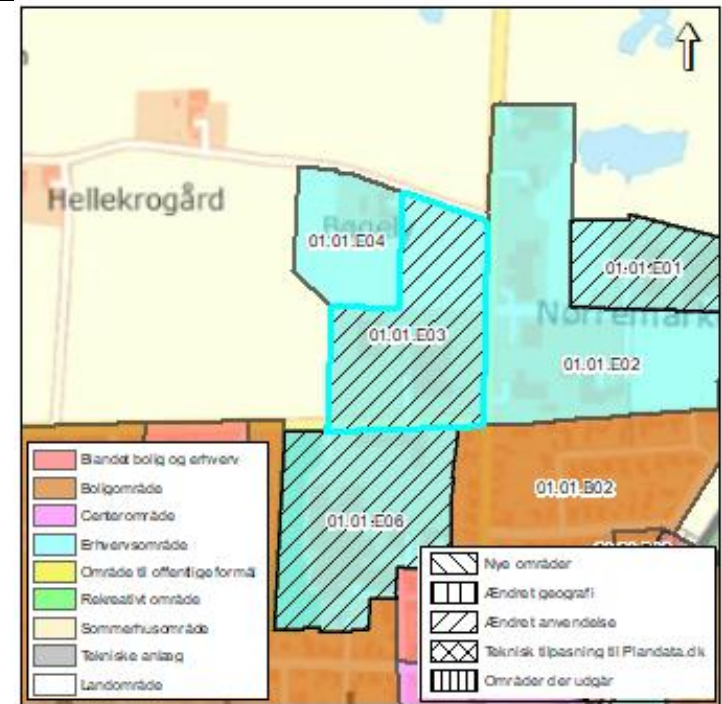 Hellekrogård
01.01.E04
01.01.E01
01.01.E03
01.01.E02
01.01.B02
01.01.E06
Blandet bolig og erhverv
Boligområde
Centerområde
Erhvervsområde
Område til offentlige formål
Rekreativt område
Sommerhusområde
Tekniske anlæg
Landområde
Nye områder
Ændret geografi
Ændret anvendelse
Teknisk tilpasning til Plandata.dk
Områder der udgår